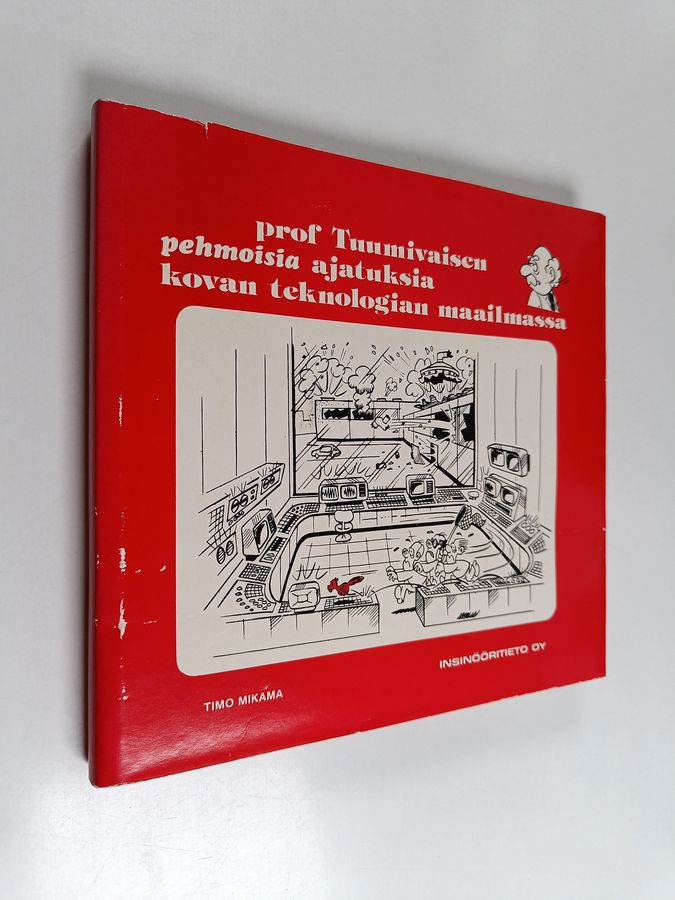 prof Tuumivaisen
pehmoisia ajatuksia
kovan teknologian maailmassa
TIMO MIKAMA
INSINÖÖRITIETO OY